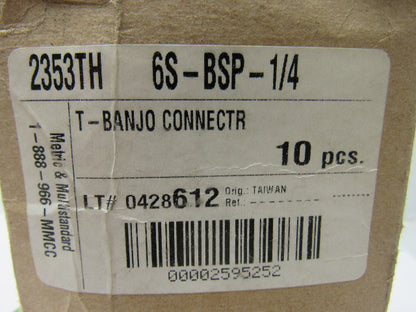 2353TH 6S-BSP-1/4
T-BANJO CONNECTR
10 pcs.
LT# 0428612 Orig.: TAIWAN
Ref.: --------
00002595252
Metric & Multistandard
1-888-966-MMCC